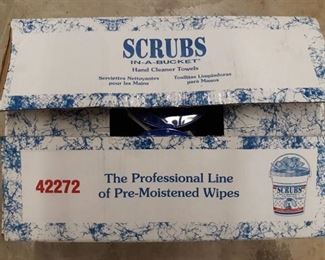 SCRUBS
IN-A-BUCKET®
Hand Cleaner Towels
Serviettes Nettoyantes
pour les Mains
Toallitas Limpiadoras
para Manos
42272
The Professional Line
of Pre-Moistened Wipes
SCRUBS